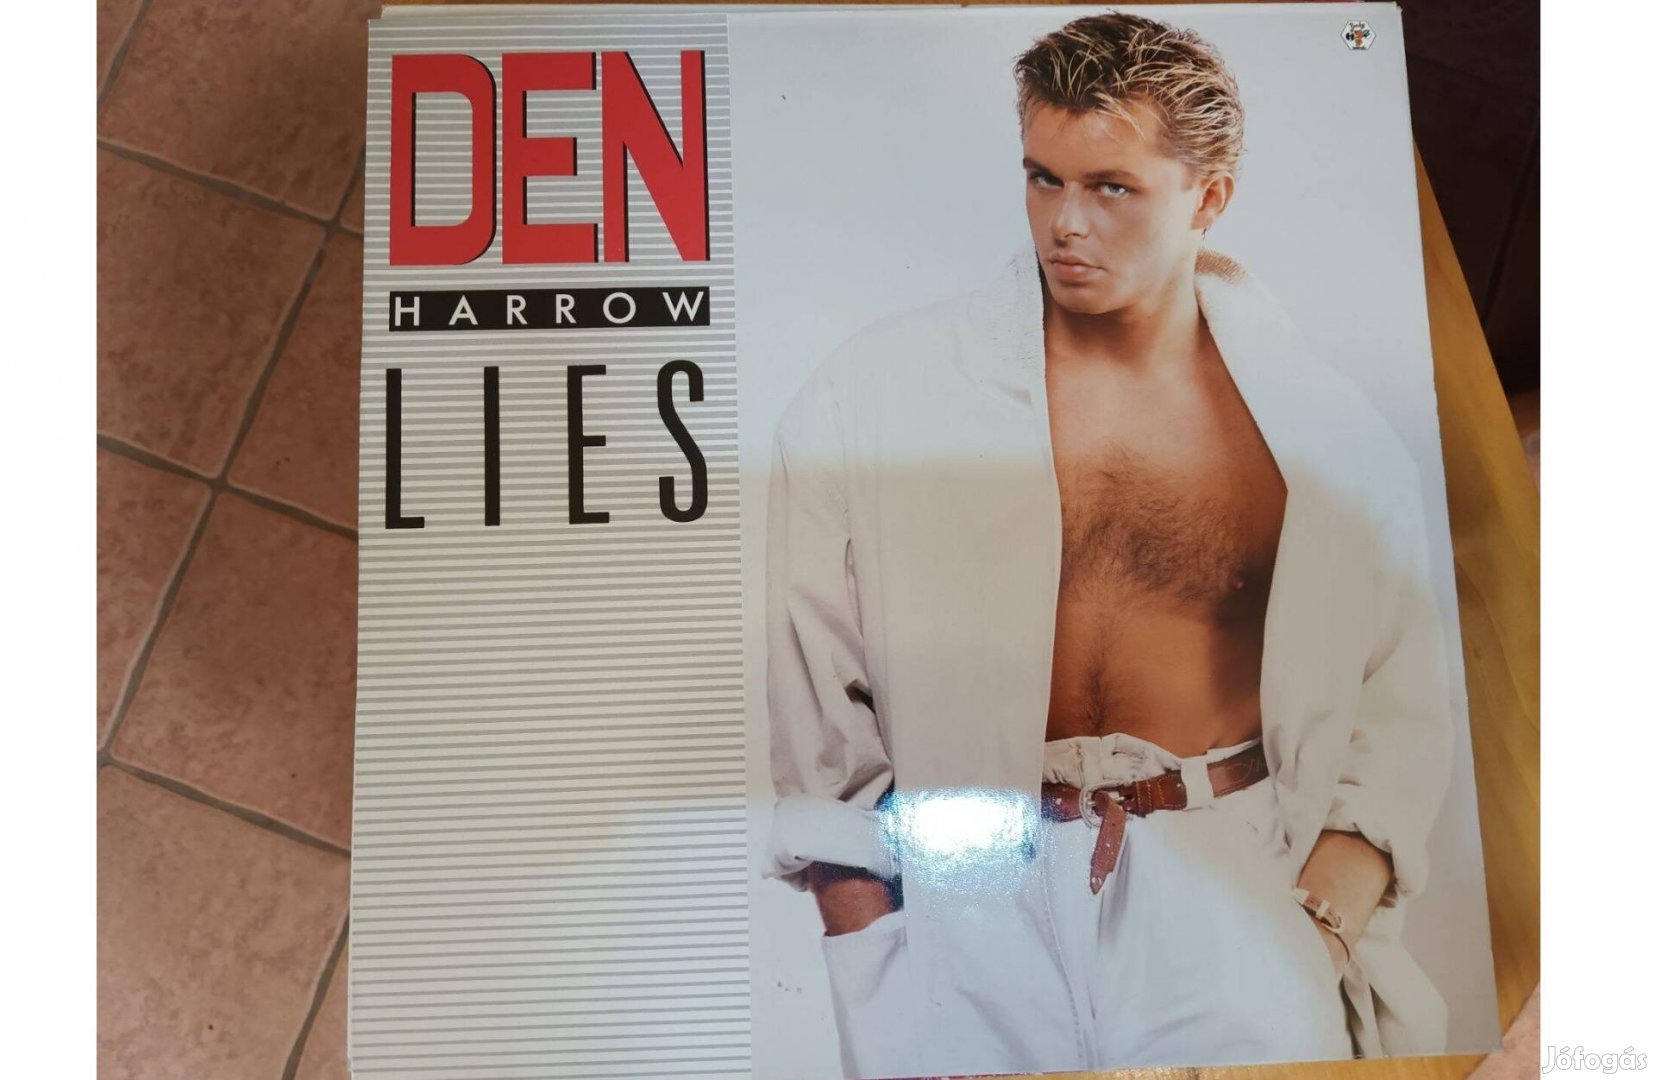 DEN
HARROW
LIES
Jófogás